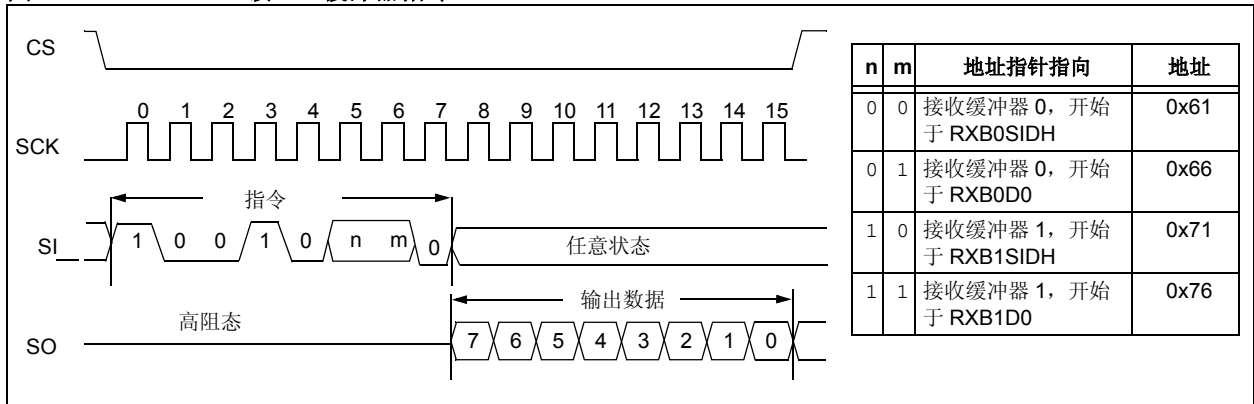 CS
0 1 2 3 4 5 6 7 8 9 10 11 12 13 14 15
SCK
指令
SI
1 0 0 1 0 n m 0
任意状态
输出数据
高阻态
SO
7 6 5 4 3 2 1 0
n m 地址指针指向 地址
0 0 接收缓冲器 0，开始 0x61
于 RXB0SIDH
0 1 接收缓冲器 0，开始 0x66
于 RXB0D0
1 0 接收缓冲器 1，开始 0x71
于 RXB1SIDH
1 1 接收缓冲器 1，开始 0x76
于 RXB1D0